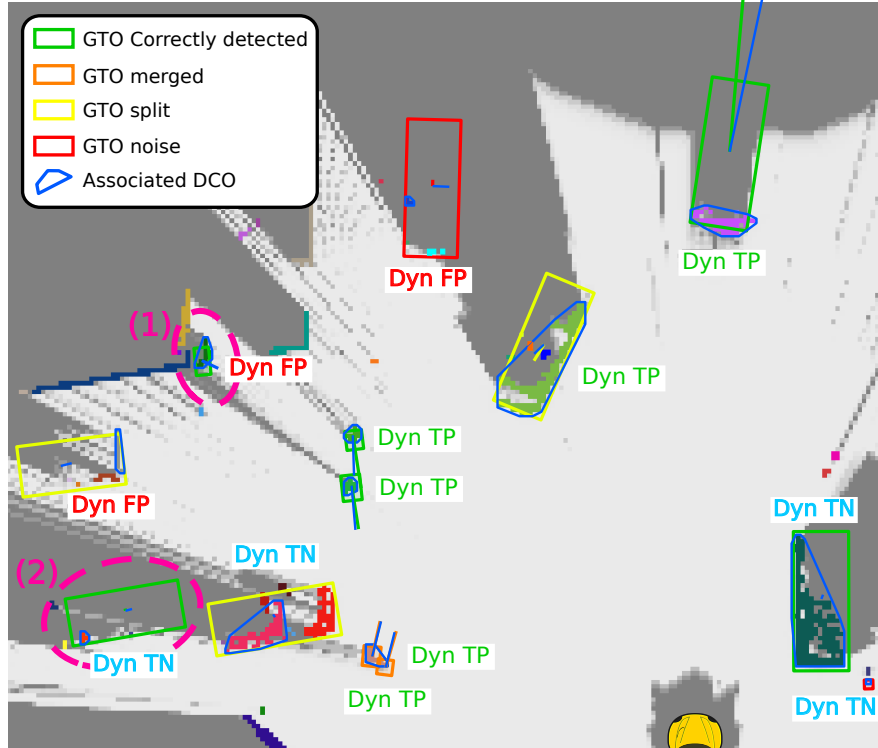 GTO Correctly detected
GTO merged
GTO split
GTO noise
Associated DCO
Dyn TP
Dyn FP
(1)
Dyn FP
Dyn TP
Dyn TP
Dyn TP
Dyn FP
Dyn TN
Dyn TN
(2)
Dyn TN
Dyn TP
Dyn TP
Dyn TN